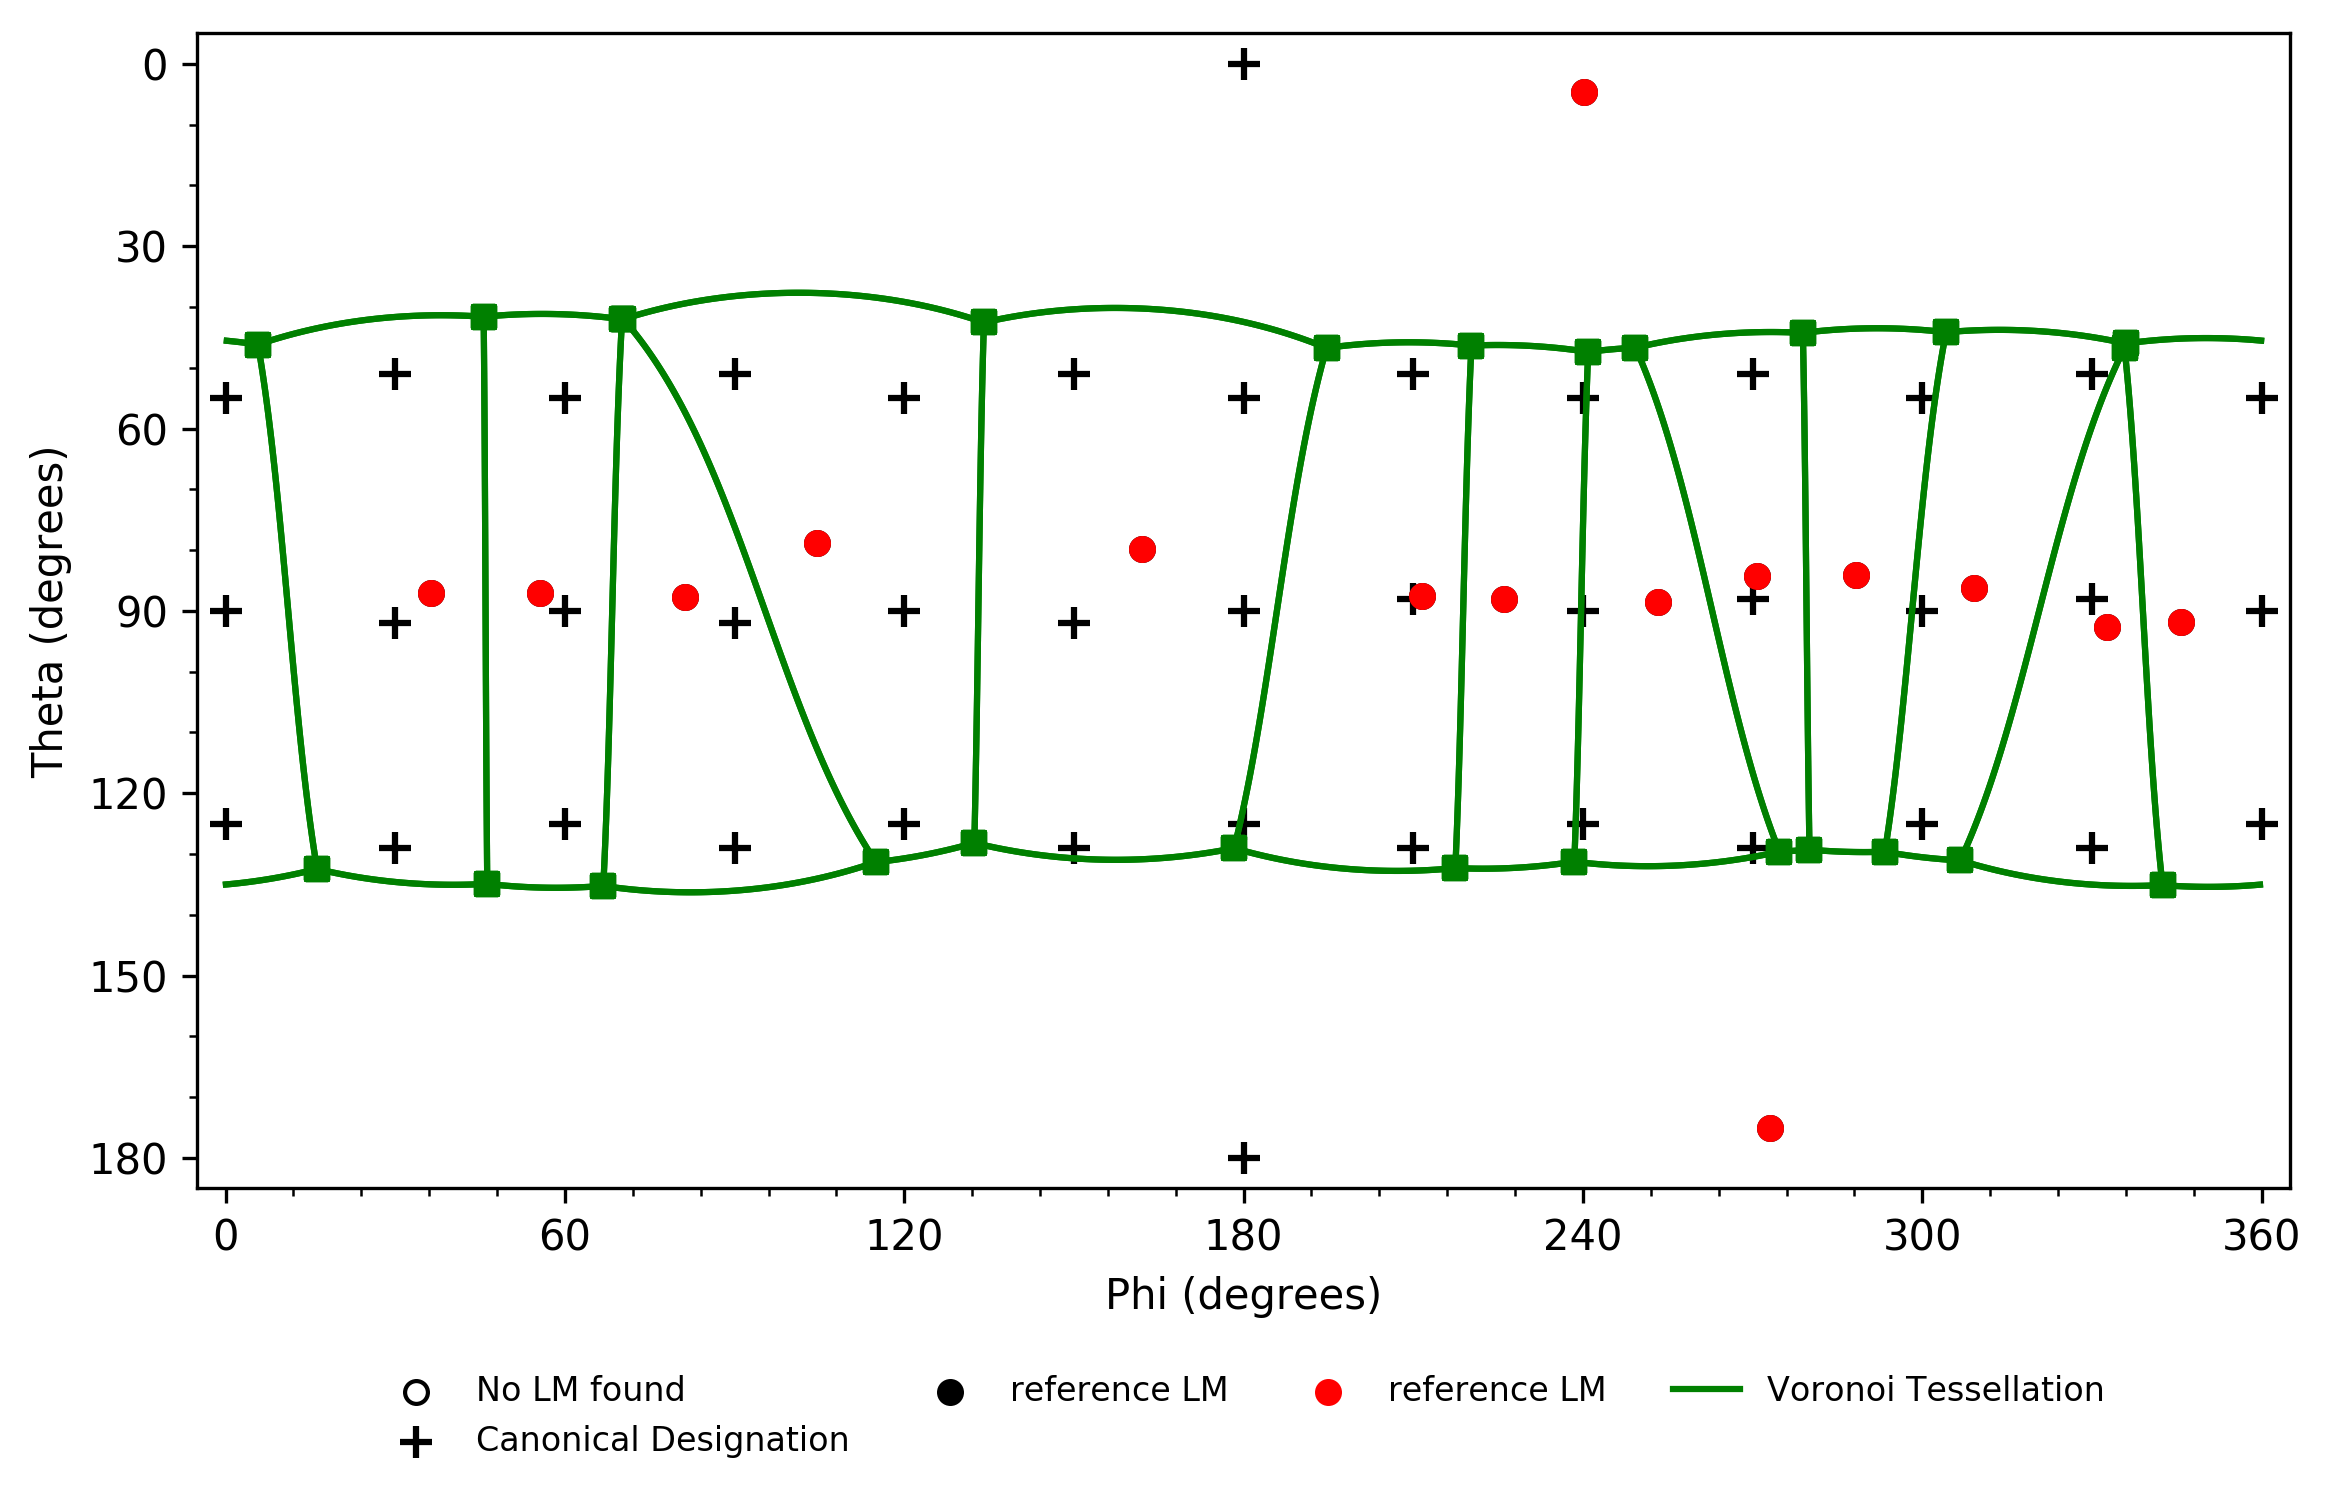 0
30
60
90
120
150
180
Theta (degrees)
0 60 120 180 240 300 360
Phi (degrees)
No LM found reference LM reference LM Voronoi Tessellation
Canonical Designation